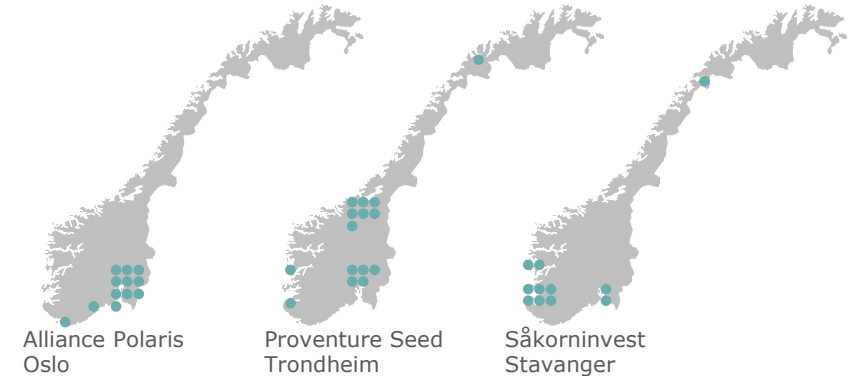 Alliance Polaris
Oslo
Proventure Seed
Trondheim
Såkorninvest
Stavanger